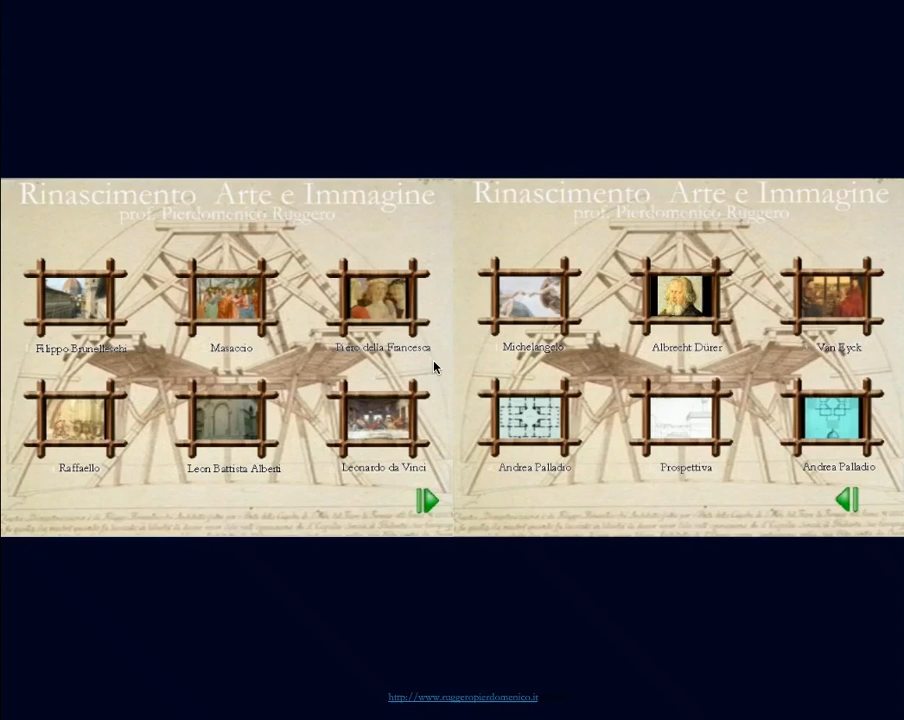 Rinascimento Arte e Immagine
prof. Pierdomenico Ruggero
Filippo Brunelleschi
Masaccio
Piero della Francesca
Raffaello
Leon Battista Alberti
Leonardo da Vinci
Rinascimento Arte e Immagine
prof. Pierdomenico Ruggero
Michelangelo
Albrecht Dürer
Van Eyck
Andrea Palladio
Prospettiva
Andrea Palladio
http://www.ruggeropierdomenico.it